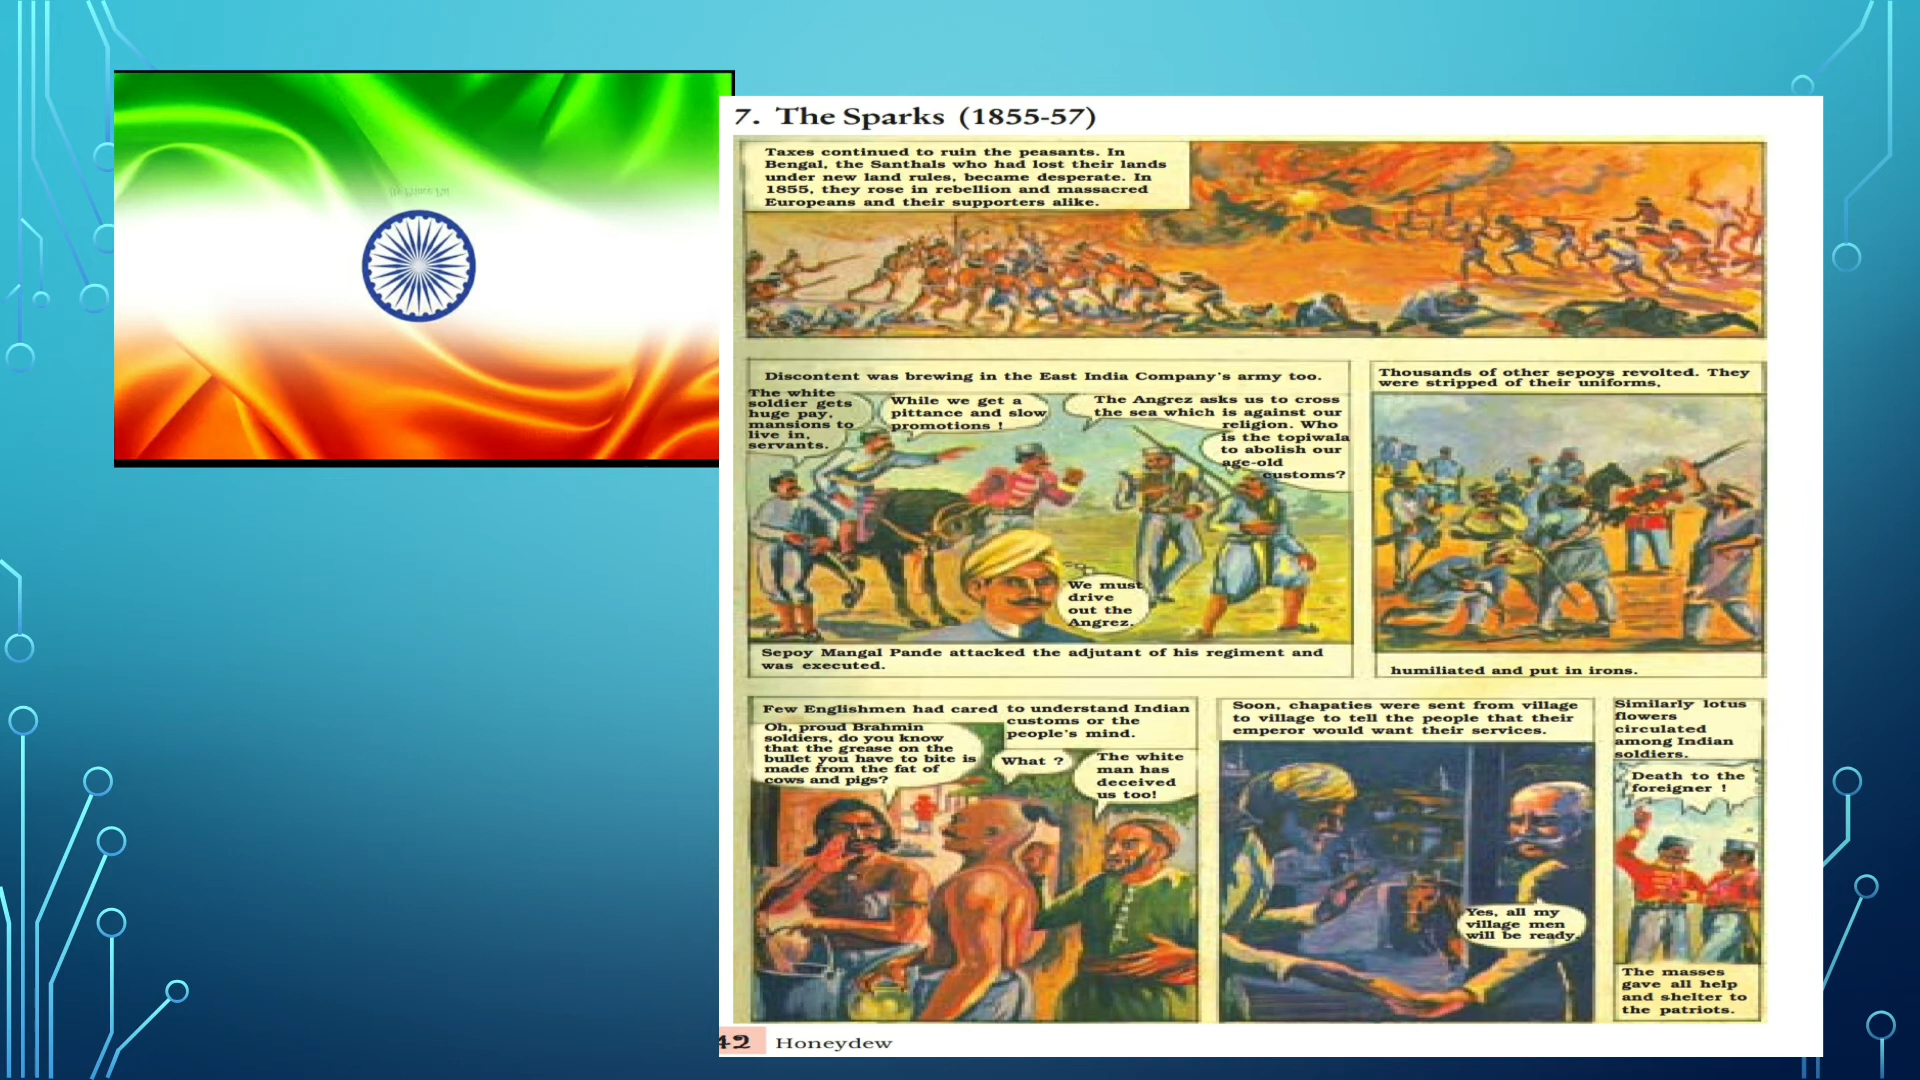 7. The Sparks (1855-57)
Taxes continued to ruin the peasants. In
Bengal, the Santhals who had lost their lands
under new land rules, became desperate. In
1855, they rose in rebellion and massacred
Europeans and their supporters alike.
Discontent was brewing in the East India Company's army too.
The white
soldier gets
huge pay,
mansions to
live in,
servants.
While we get a
pittance and slow
promotions !
The Angrez asks us to cross
the sea which is against our
religion. Who
is the topiwala
to abolish our
age-old
customs?
We must
drive
out the
Angrez.
Sepoy Mangal Pande attacked the adjutant of his regiment and
was executed.
Thousands of other sepoys revolted. They
were stripped of their uniforms,
humiliated and put in irons.
Few Englishmen had cared to understand Indian
customs or the
people's mind.
Oh, proud Brahmin
soldiers, do you know
that the grease on the
bullet you have to bite is
made from the fat of
cows and pigs?
What ?
The white
man has
deceived
us too!
Soon, chapaties were sent from village
to village to tell the people that their
emperor would want their services.
Yes, all my
village men
will be ready.
Similarly lotus
flowers
circulated
among Indian
soldiers.
Death to the
foreigner !
The masses
gave all help
and shelter to
the patriots.
42 Honeydew